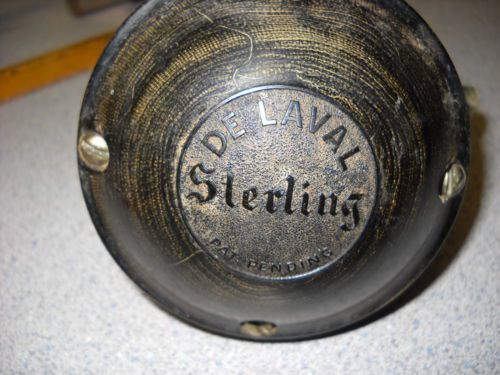 DE LAVAL
Sterling
PAT. PENDING